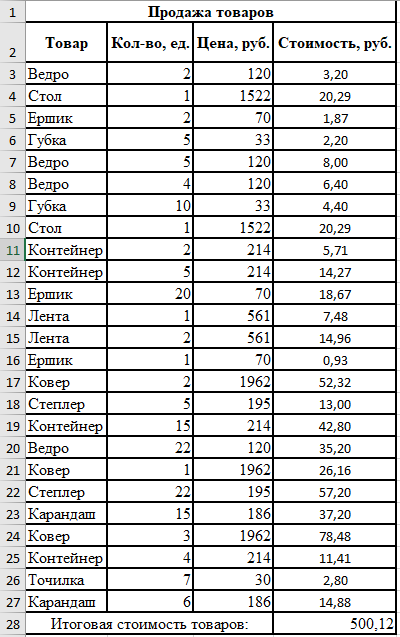 1 Продажа товаров
2 Товар Кол-во, ед. Цена, руб. Стоимость, руб.
3 Ведро 2 120 3,20
4 Стол 1 1522 20,29
5 Ершик 2 70 1,87
6 Губка 5 33 2,20
7 Ведро 5 120 8,00
8 Ведро 4 120 6,40
9 Губка 10 33 4,40
10 Стол 1 1522 20,29
11 Контейнер 2 214 5,71
12 Контейнер 5 214 14,27
13 Ершик 20 70 18,67
14 Лента 1 561 7,48
15 Лента 2 561 14,96
16 Ершик 1 70 0,93
17 Ковер 2 1962 52,32
18 Степлер 5 195 13,00
19 Контейнер 15 214 42,80
20 Ведро 22 120 35,20
21 Ковер 1 1962 26,16
22 Степлер 22 195 57,20
23 Карандаш 15 186 37,20
24 Ковер 3 1962 78,48
25 Контейнер 4 214 11,41
26 Точилка 7 30 2,80
27 Карандаш 6 186 14,88
28 Итоговая стоимость товаров: 500,12